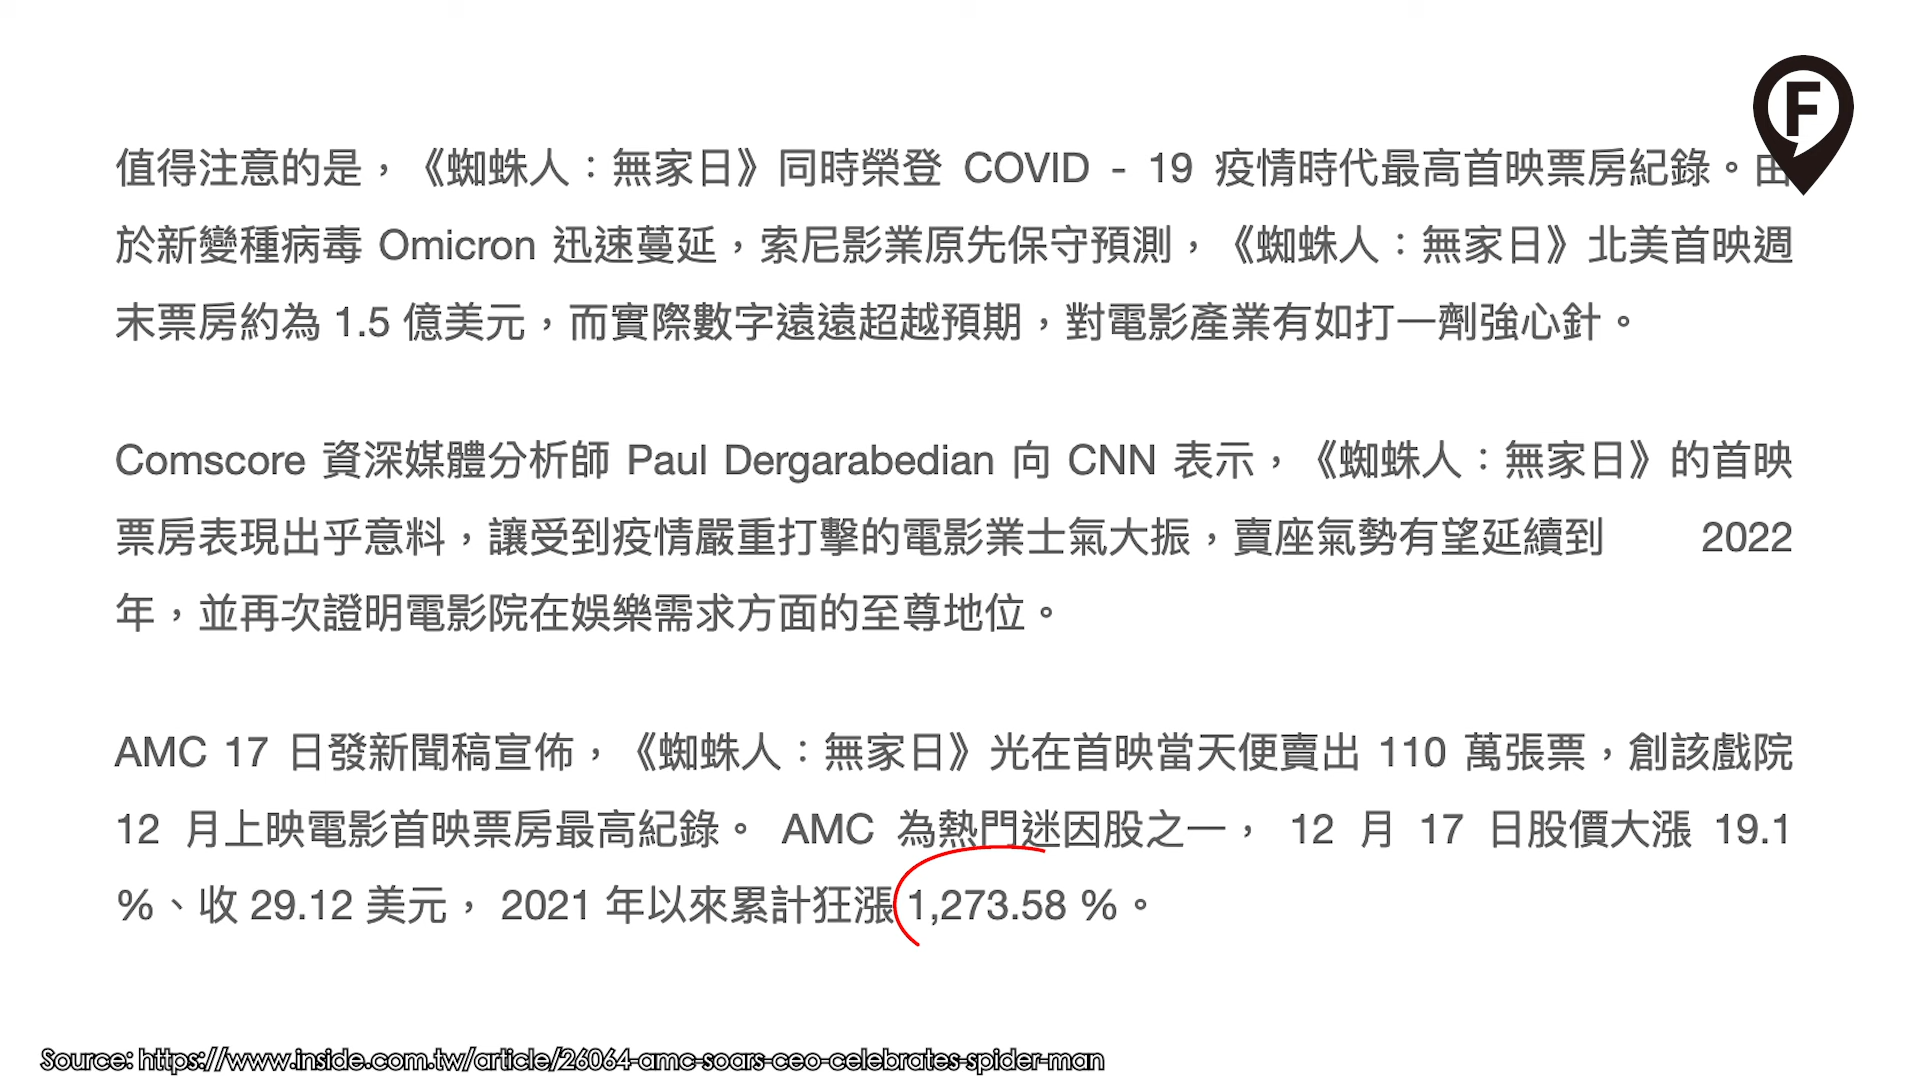 F
值得注意的是，《蜘蛛人：無家日》同時榮登 COVID - 19 疫情時代最高首映票房紀錄。由
於新變種病毒 Omicron 迅速蔓延，索尼影業原先保守預測，《蜘蛛人：無家日》北美首映週
末票房約為 1.5 億美元，而實際數字遠遠超越預期，對電影產業有如打一劑強心針。
Comscore 資深媒體分析師 Paul Dergarabedian 向 CNN 表示，《蜘蛛人：無家日》的首映
票房表現出乎意料，讓受到疫情嚴重打擊的電影業士氣大振，賣座氣勢有望延續到 2022
年，並再次證明電影院在娛樂需求方面的至尊地位。
AMC 17 日發新聞稿宣佈，《蜘蛛人：無家日》光在首映當天便賣出 110 萬張票，創該戲院
12 月上映電影首映票房最高紀錄。 AMC 為熱門迷因股之一， 12 月 17 日股價大漲 19.1
%、收 29.12 美元， 2021 年以來累計狂漲 1,273.58 %。
Source: https://www.inside.com.tw/article/26064-amc-soars-ceo-celebrates-spider-man